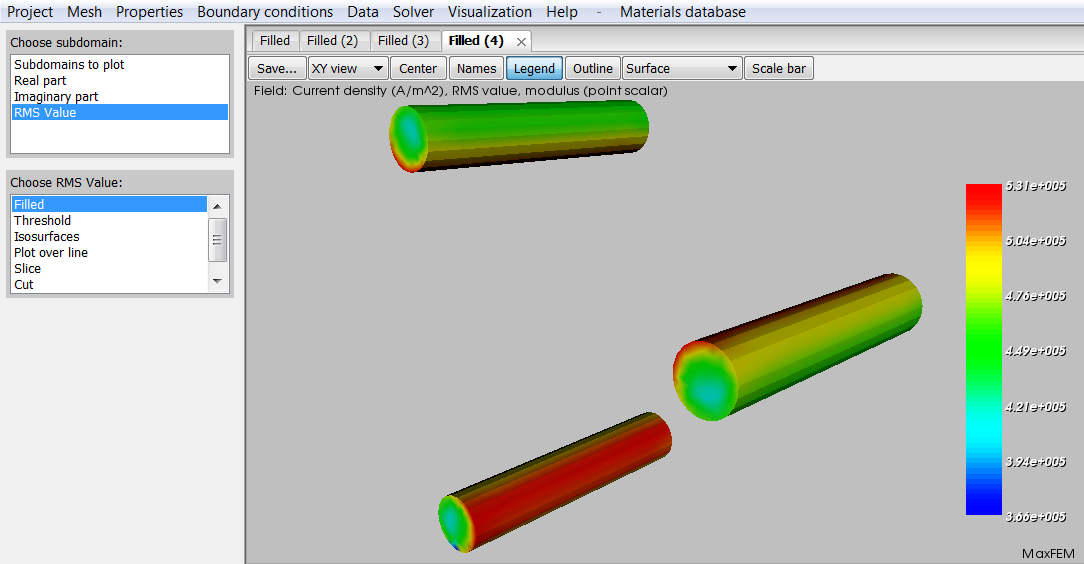 Project Mesh Properties Boundary conditions Data Solver Visualization Help - Materials database
Choose subdomain:
Subdomains to plot
Real part
Imaginary part
RMS Value
Choose RMS Value:
Filled
Threshold
Isosurfaces
Plot over line
Slice
Cut
Filled Filled (2) Filled (3) Filled (4)
Save... XY view Center Names Legend Outline Surface Scale bar
Field: Current density (A/m^2), RMS value, modulus (point scalar)
5.31e+005
5.04e+005
4.76e+005
4.49e+005
4.21e+005
3.94e+005
3.66e+005
MaxFEM